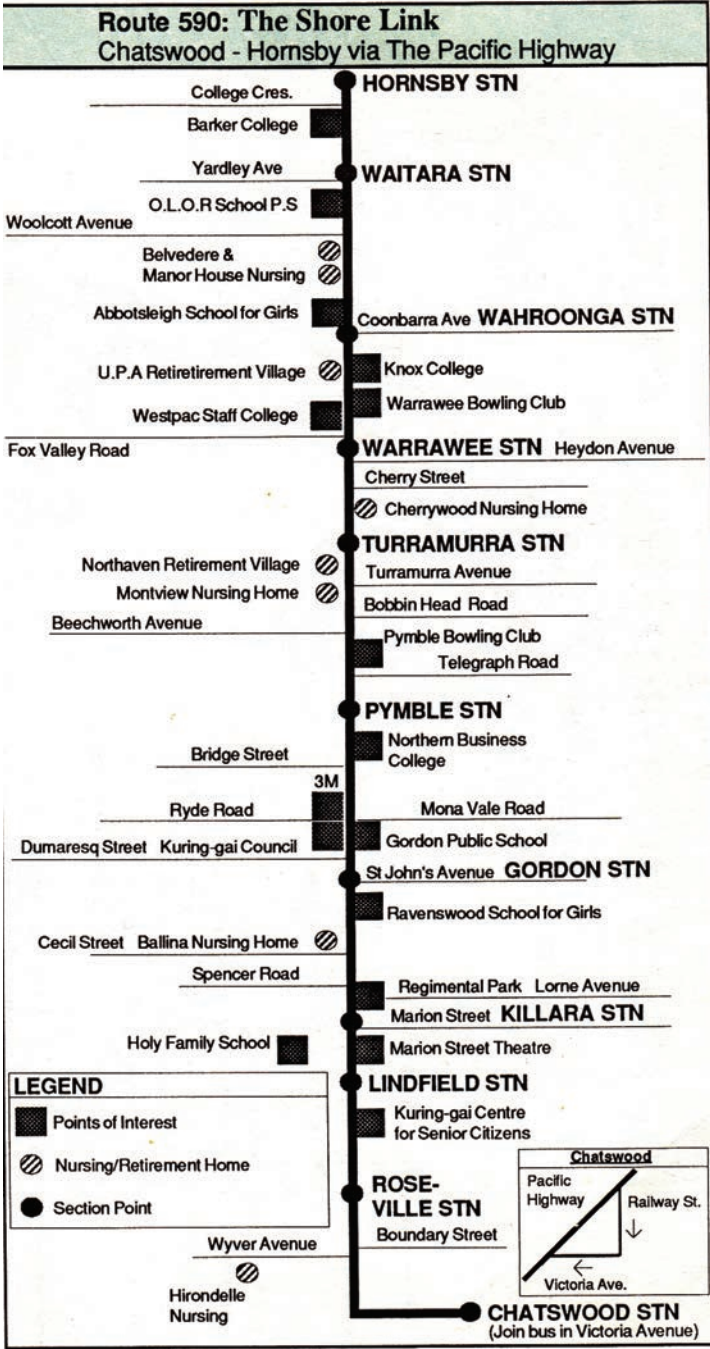 Route 590: The Shore Link
Chatswood - Hornsby via The Pacific Highway
HORNSBY STN
College Cres.
Barker College
Yardley Ave
WAITARA STN
O.L.O.R School P.S
Woolcott Avenue
Belvedere &
Manor House Nursing
Abbotsleigh School for Girls
Coonbarra Ave WAHROONGA STN
U.P.A Retiretirement Village
Knox College
Warrawee Bowling Club
Westpac Staff College
Fox Valley Road
WARRAWEE STN Heydon Avenue
Cherry Street
Cherrywood Nursing Home
TURRAMURRA STN
Northaven Retirement Village
Turramurra Avenue
Montview Nursing Home
Bobbin Head Road
Beechworth Avenue
Pymble Bowling Club
Telegraph Road
PYMBLE STN
Northern Business
College
Bridge Street
3M
Ryde Road
Mona Vale Road
Dumaresq Street Kuring-gai Council
Gordon Public School
St John's Avenue GORDON STN
Ravenswood School for Girls
Cecil Street Ballina Nursing Home
Spencer Road
Regimental Park Lorne Avenue
Marion Street KILLARA STN
Holy Family School
Marion Street Theatre
LINDFIELD STN
Kuring-gai Centre
for Senior Citizens
LEGEND
Points of Interest
Nursing/Retirement Home
Section Point
ROSE-
VILLE STN
Boundary Street
Wyver Avenue
Hirondelle
Nursing
Chatswood
Pacific
Highway
Railway St.
Victoria Ave.
CHATSWOOD STN
(Join bus in Victoria Avenue)